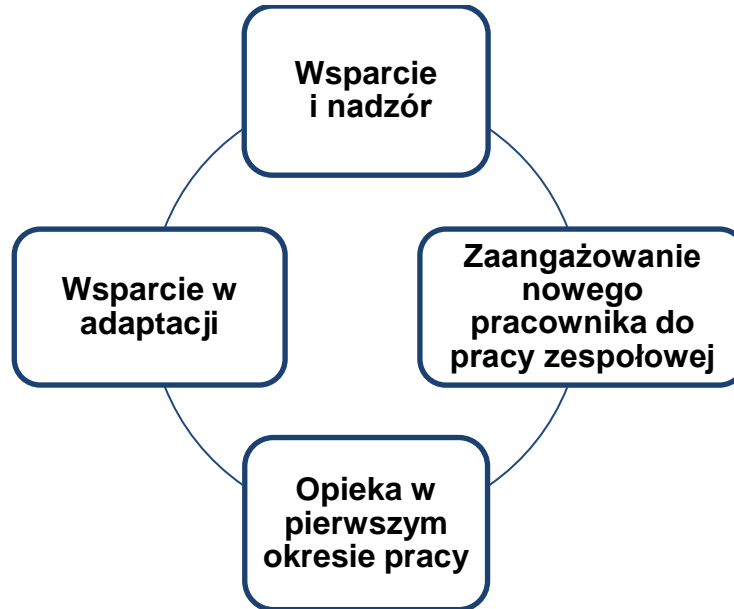 Wsparcie
i nadzór
Zaangażowanie
nowego
pracownika do
pracy zespołowej
Opieka w
pierwszym
okresie pracy
Wsparcie w
adaptacji